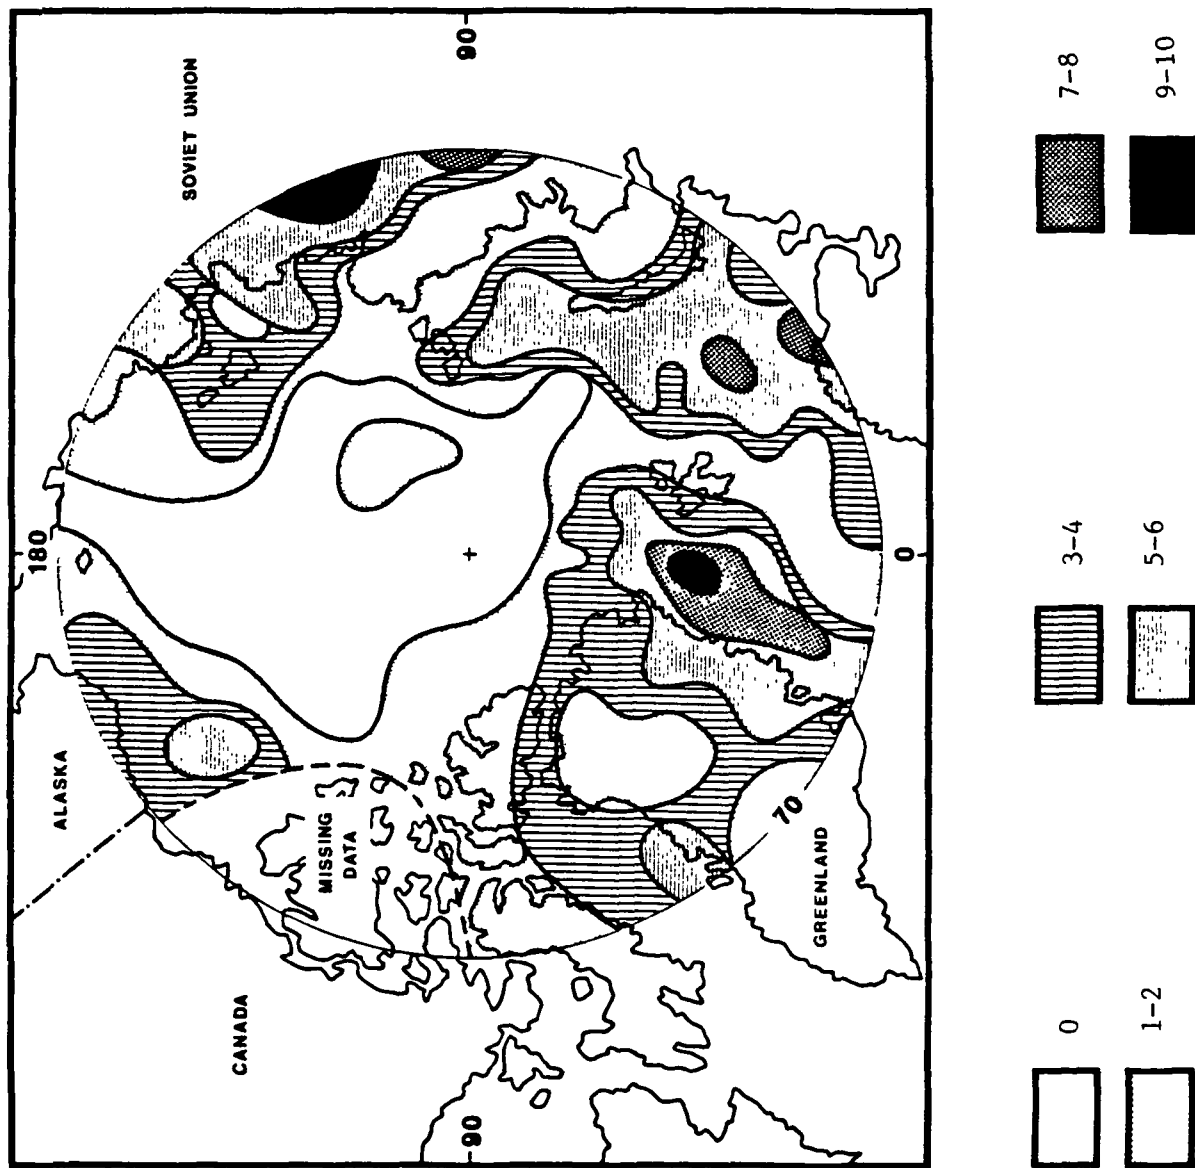 180
ALASKA
CANADA
SOVIET UNION
MISSING
DATA
90
90
70
GREENLAND
0
0
1-2
3-4
5-6
7-8
9-10